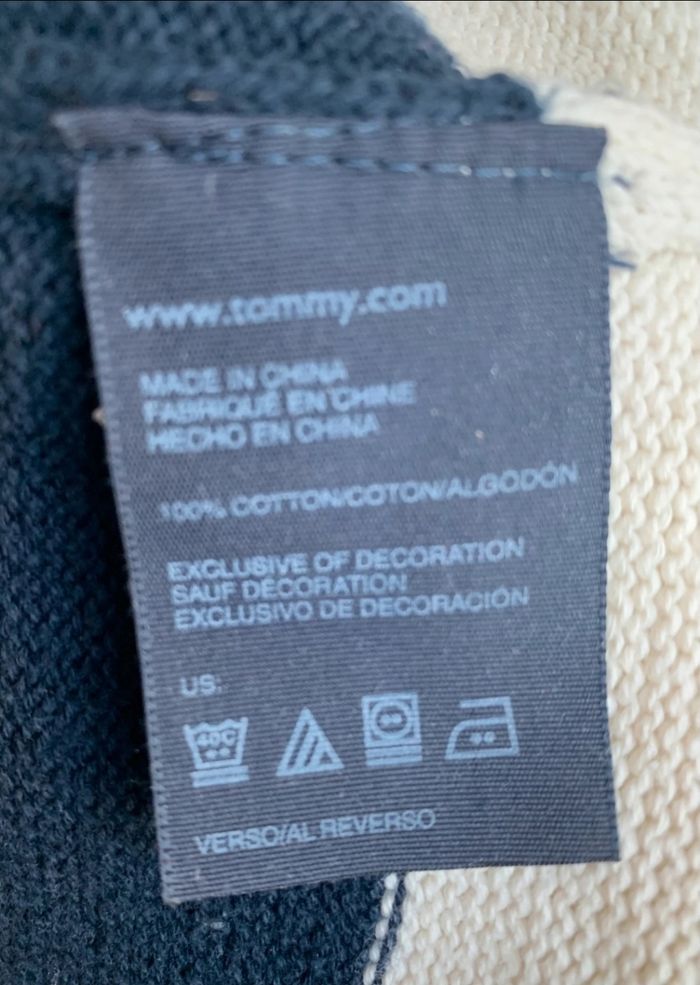 www.tommy.com
MADE IN CHINA
FABRIQUÉ EN CHINE
HECHO EN CHINA
100% COTTON/COTON/ALGODÓN
EXCLUSIVE OF DECORATION
SAUF DÉCORATION
EXCLUSIVO DE DECORACIÓN
US:
40C
VERSO/AL REVERSO